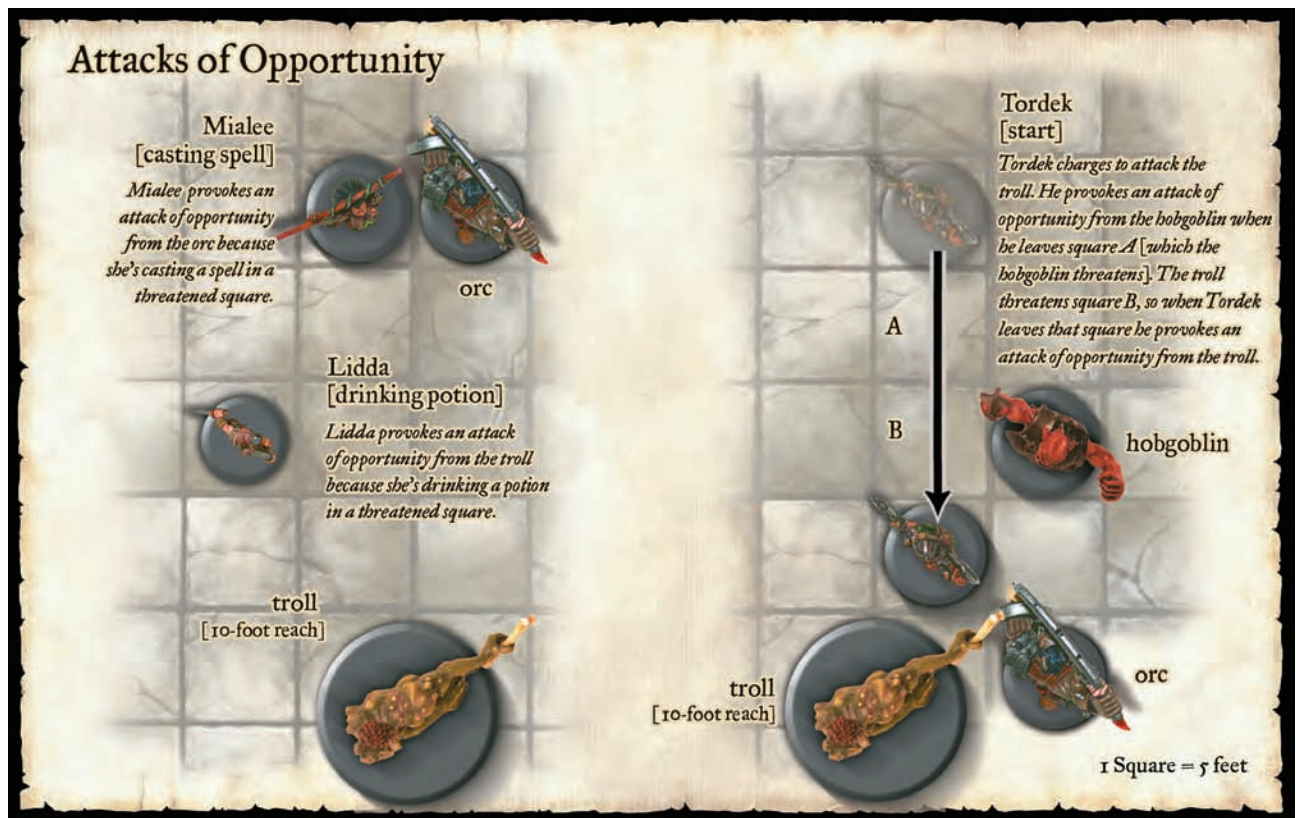 Attacks of Opportunity
Mialee
[casting spell]
Mialee provokes an
attack of opportunity
from the orc because
she's casting a spell in a
threatened square.
orc
Lidda
[drinking potion]
Lidda provokes an attack
of opportunity from the troll
because she's drinking a potion
in a threatened square.
troll
[10-foot reach]
Tordek
[start]
Tordek charges to attack the
troll. He provokes an attack of
opportunity from the hobgoblin when
he leaves square A [which the
hobgoblin threatens]. The troll
threatens square B, so when Tordek
leaves that square he provokes an
attack of opportunity from the troll.
A
B
hobgoblin
troll
[10-foot reach]
orc
1 Square = 5 feet